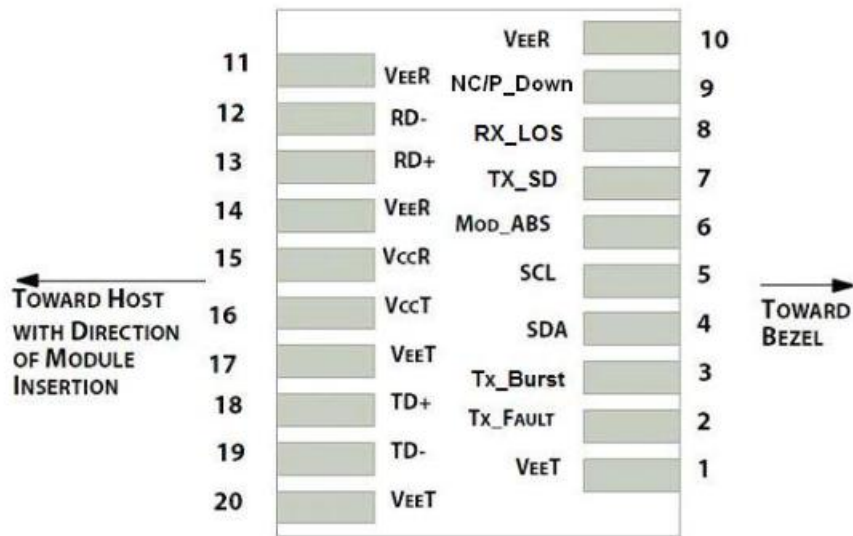 11 VEER
12 RD-
13 RD+
14 VEER
15 VCCR
16 VCCT
17 VEET
18 TD+
19 TD-
20 VEET
VEER 10
NC/P_Down 9
RX_LOS 8
TX_SD 7
MOD_ABS 6
SCL 5
SDA 4
Tx_Burst 3
TX_FAULT 2
VEET 1
TOWARD HOST
WITH DIRECTION
OF MODULE
INSERTION
TOWARD
BEZEL